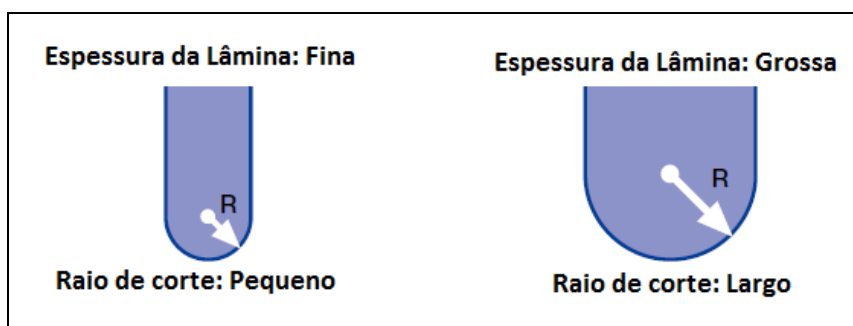 Espessura da Lâmina: Fina
R
Raio de corte: Pequeno
Espessura da Lâmina: Grossa
R
Raio de corte: Largo